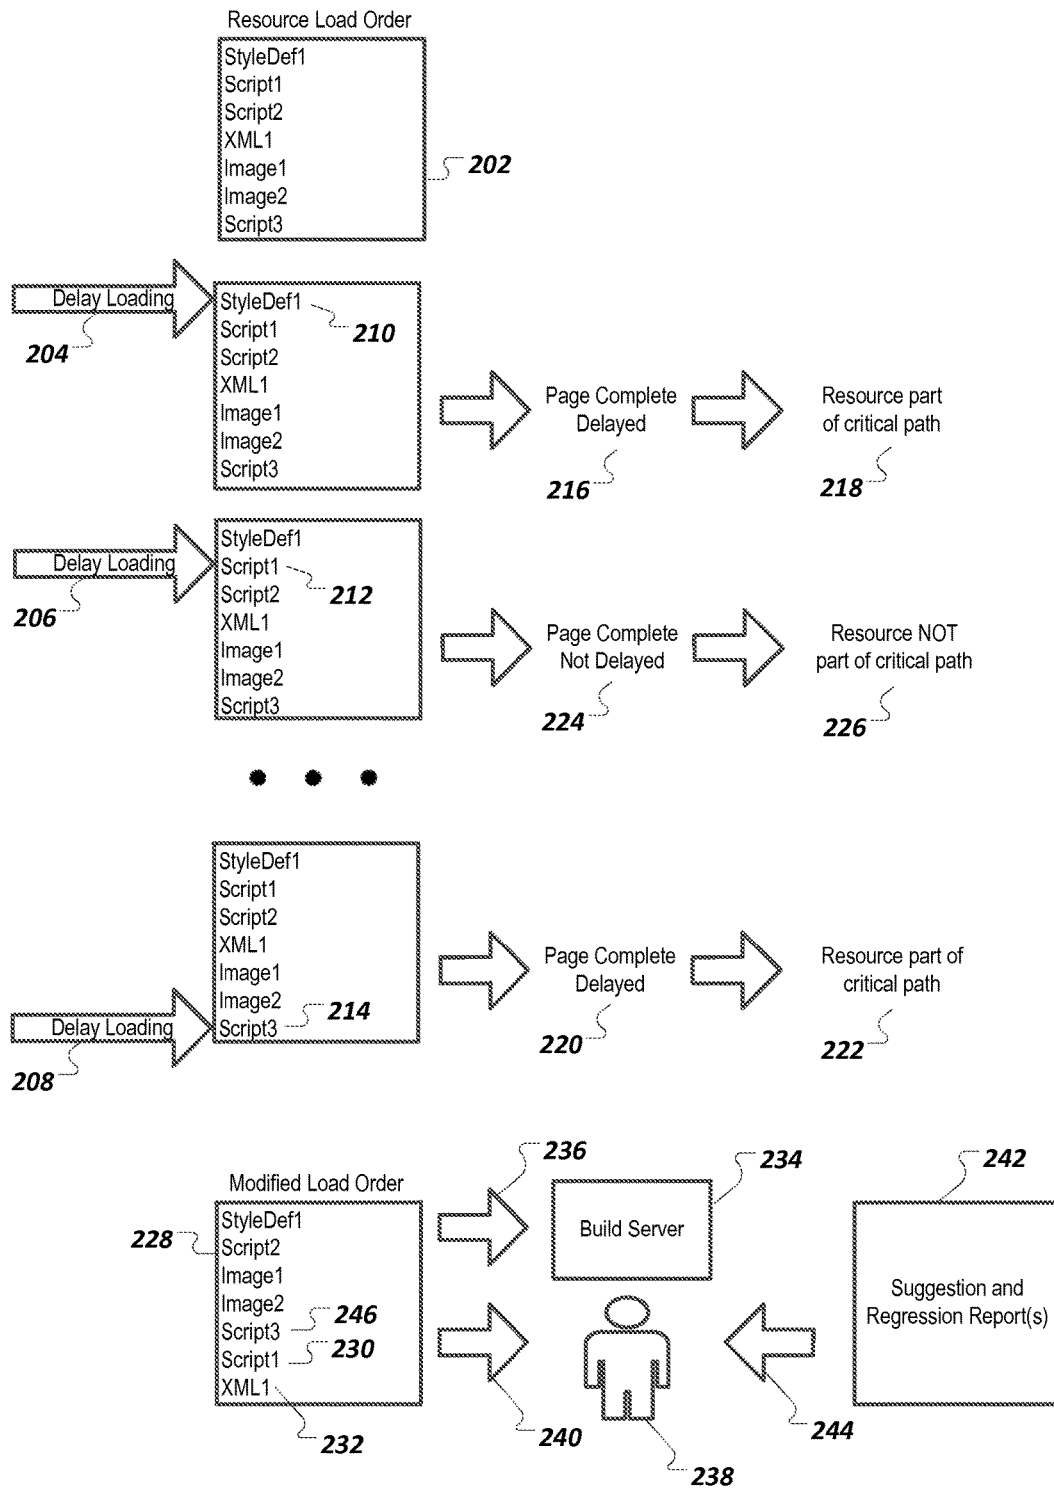 Resource Load Order
StyleDef1
Script1
Script2
XML1
Image1
Image2
Script3
202
Delay Loading
204
StyleDef1
210
Script1
Script2
XML1
Image1
Image2
Script3
Page Complete
Delayed
216
Resource part
of critical path
218
Delay Loading
206
StyleDef1
Script1
212
Script2
XML1
Image1
Image2
Script3
Page Complete
Not Delayed
224
Resource NOT
part of critical path
226
StyleDef1
Script1
Script2
XML1
Image1
Image2
Script3
214
Delay Loading
208
Page Complete
Delayed
220
Resource part of
critical path
222
Modified Load Order
228
StyleDef1
Script2
Image1
Image2
Script3
246
Script1
230
XML1
232
236
234
Build Server
240
238
242
Suggestion and
Regression Report(s)
244